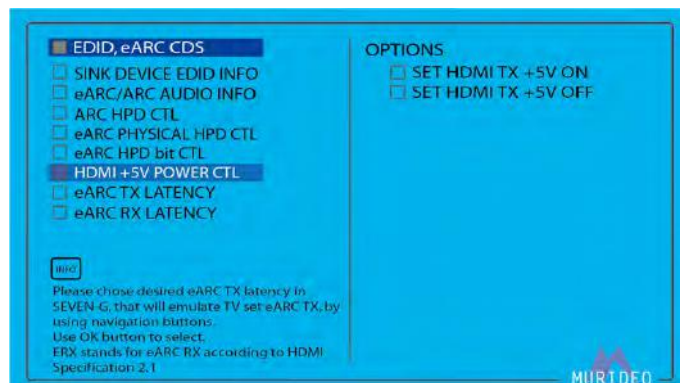 EDID, eARC CDS
SINK DEVICE EDID INFO
eARC/ARC AUDIO INFO
ARC HPD CTL
eARC PHYSICAL HPD CTL
eARC HPD bit CTL
HDMI +5V POWER CTL
eARC TX LATENCY
eARC RX LATENCY
INFO
Please chose desired eARC TX latency in
SEVEN-G, that will emulate TV set eARC TX, by
using navigation buttons.
Use OK button to select.
ERX stands for eARC RX according to HDMI
Specification 2.1
OPTIONS
SET HDMI TX +5V ON
SET HDMI TX +5V OFF
MURIDEO